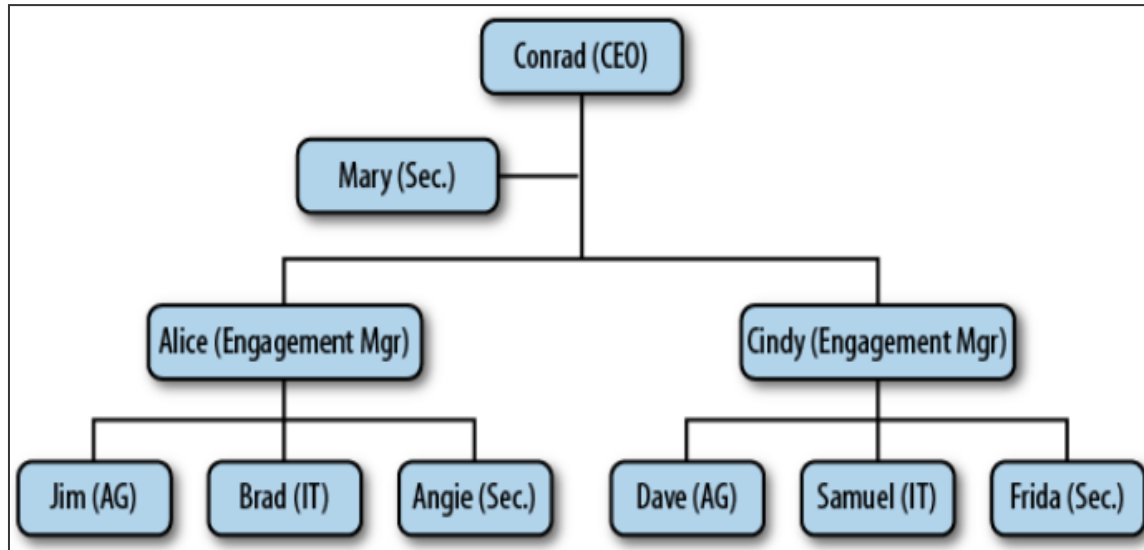 Conrad (CEO)
Mary (Sec.)
Alice (Engagement Mgr)
Cindy (Engagement Mgr)
Jim (AG)
Brad (IT)
Angie (Sec.)
Dave (AG)
Samuel (IT)
Frida (Sec.)